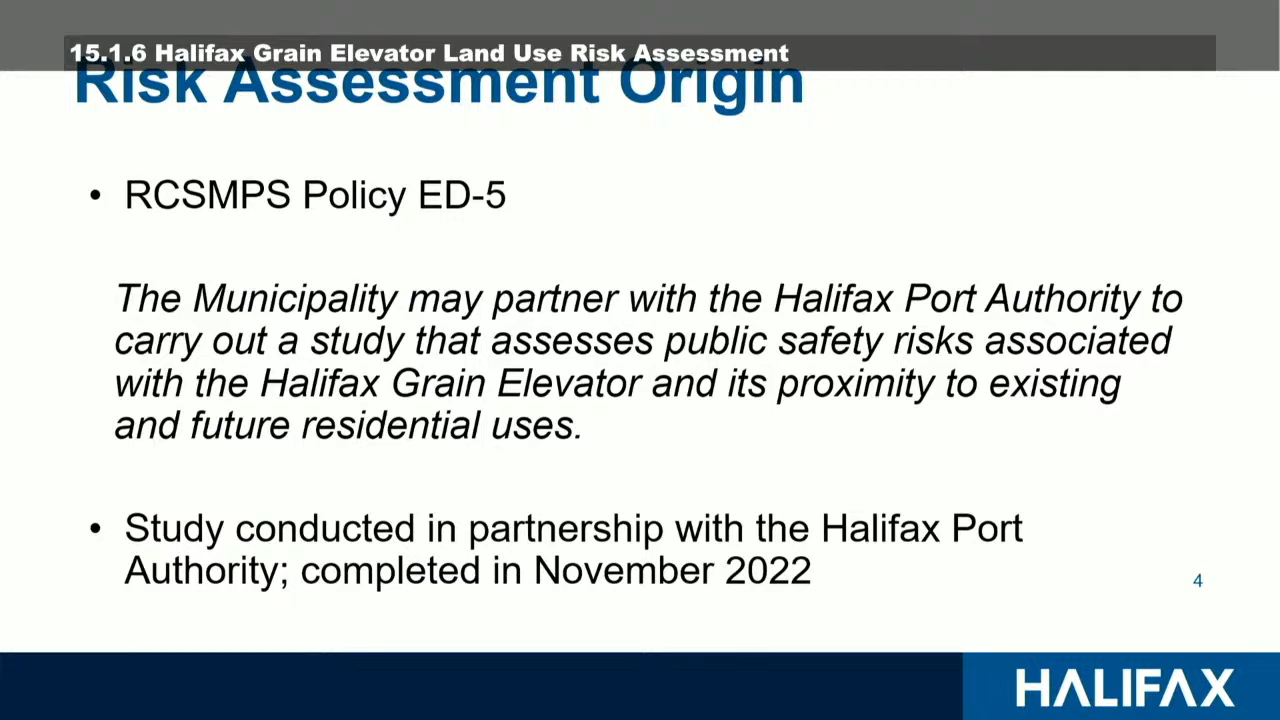 15.1.6 Halifax Grain Elevator Land Use Risk Assessment
Risk Assessment Origin
• RCSMPS Policy ED-5
The Municipality may partner with the Halifax Port Authority to
carry out a study that assesses public safety risks associated
with the Halifax Grain Elevator and its proximity to existing
and future residential uses.
• Study conducted in partnership with the Halifax Port
Authority; completed in November 2022
4
HALIFAX